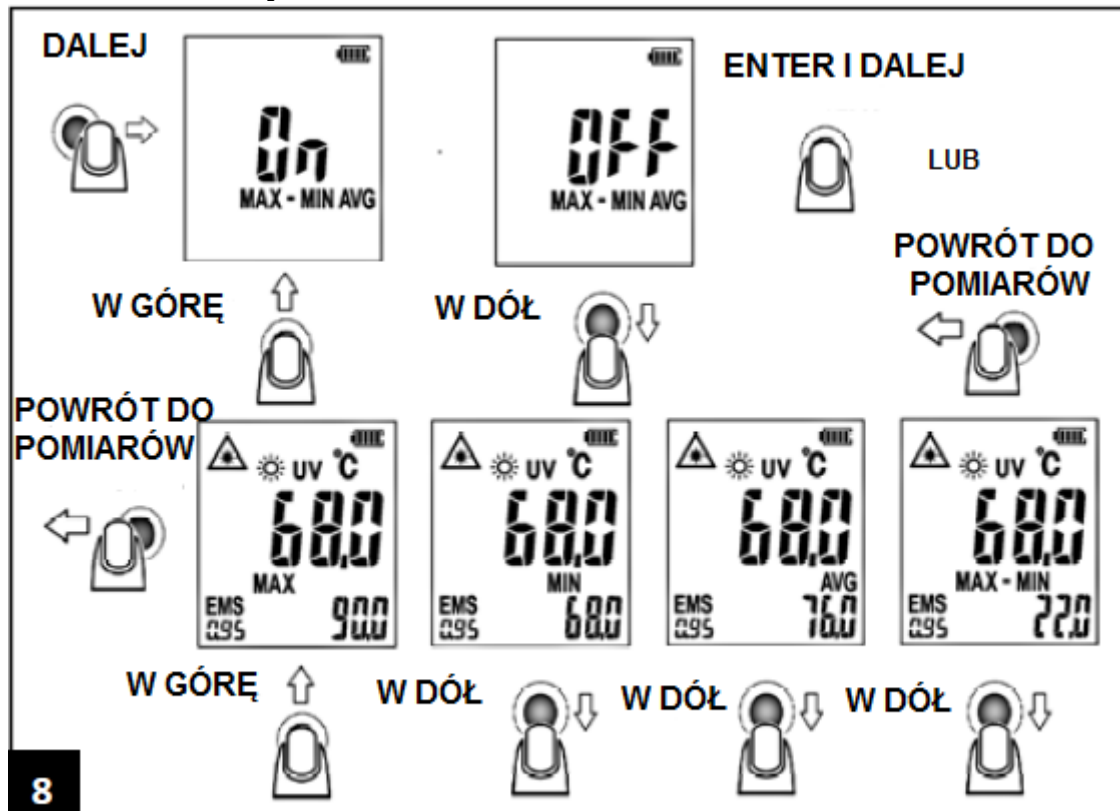 DALEJ
On
MAX - MIN AVG
OFF
MAX - MIN AVG
ENTER I DALEJ
LUB
W GÓRĘ
W DÓŁ
POWRÓT DO
POMIARÓW
POWRÓT DO
POMIARÓW
UV °C
68,0
MAX
EMS
0.95 90,0
UV °C
68,0
MIN
EMS
0.95 68,0
UV °C
68,0
AVG
EMS
0.95 76,0
UV °C
68,0
MAX - MIN
EMS
0.95 22,0
W GÓRĘ
W DÓŁ
W DÓŁ
W DÓŁ
8